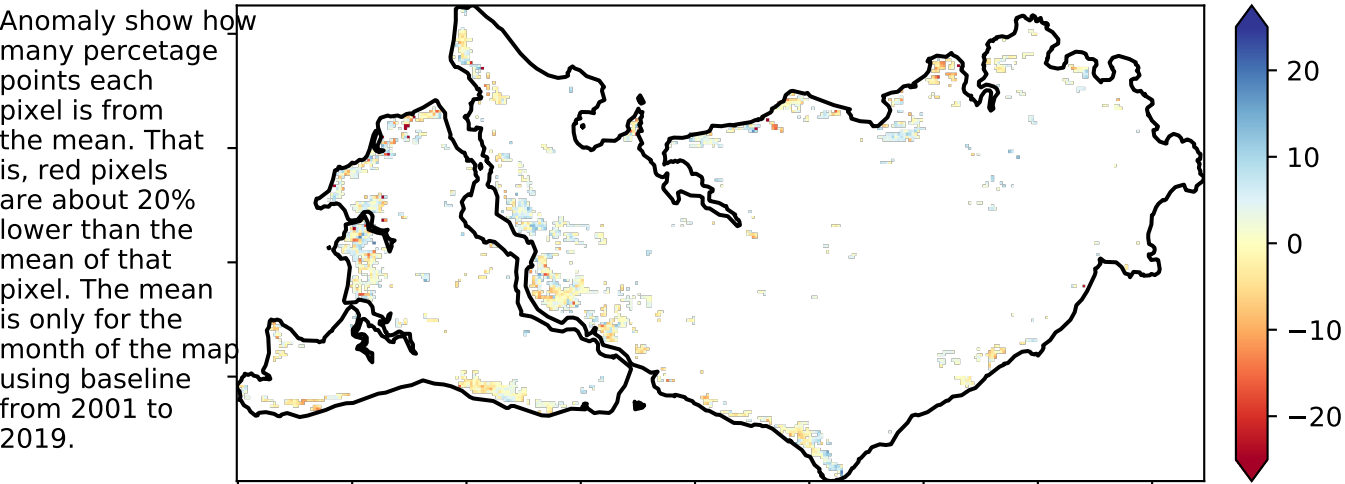 Anomaly show how
many percetage
points each
pixel is from
the mean. That
is, red pixels
are about 20%
lower than the
mean of that
pixel. The mean
is only for the
month of the map
using baseline
from 2001 to
2019.
20
10
0
−10
−20